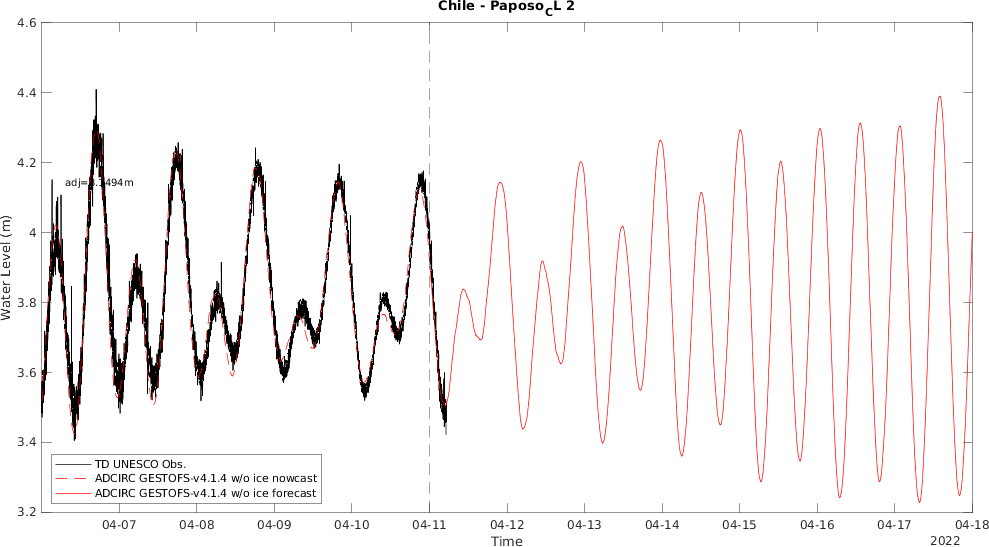 Chile - Paposo_CL 2
4.6
4.4
4.2
4
3.8
3.6
3.4
3.2
adj=3.1494m
Water Level (m)
TD UNESCO Obs.
ADCIRC GESTOFS-v4.1.4 w/o ice nowcast
ADCIRC GESTOFS-v4.1.4 w/o ice forecast
04-07 04-08 04-09 04-10 04-11 04-12 04-13 04-14 04-15 04-16 04-17 04-18
Time
2022